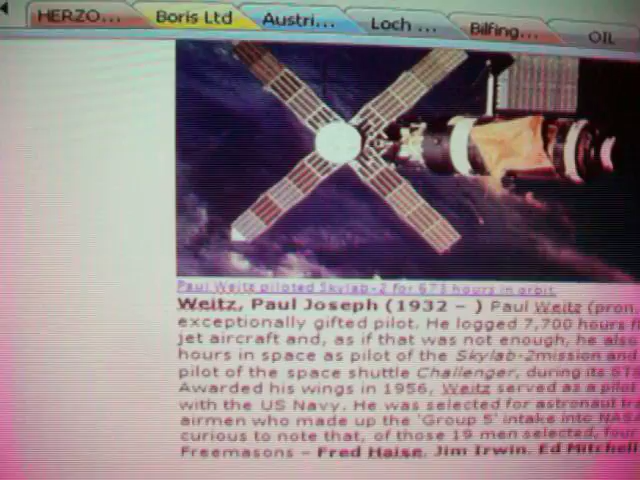 HERZO...
Boris Ltd
Austri...
Loch ...
Bilfing...
OIL
Paul Weitz piloted Skylab-2 for 673 hours in orbit
Weitz, Paul Joseph (1932 – ) Paul Weitz (pron
exceptionally gifted pilot. He logged 7,700 hours
jet aircraft and, as if that was not enough, he also
hours in space as pilot of the Skylab-2mission and
pilot of the space shuttle Challenger, during its
Awarded his wings in 1956, Weitz served as a pilot
with the US Navy. He was selected for astronaut
airmen who made up the 'Group 5' intake into
curious to note that, of those 19 men selected, four
Freemasons – Fred Haise, Jim Irwin, Ed Mitchell